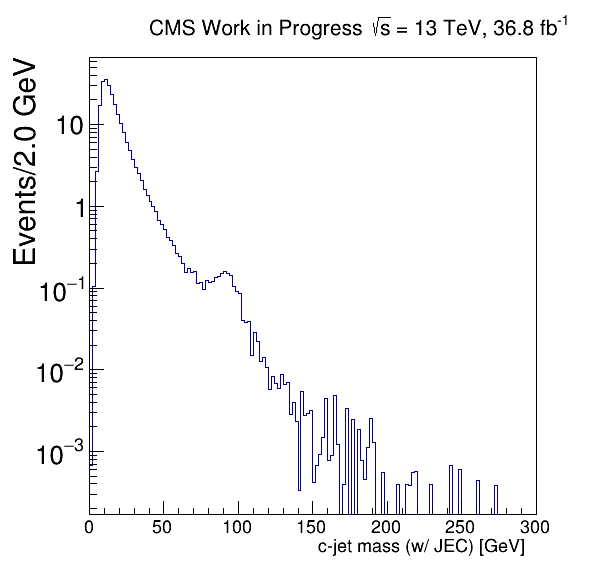 CMS Work in Progress √s = 13 TeV, 36.8 fb⁻¹
Events/2.0 GeV
10
1
10⁻¹
10⁻²
10⁻³
0 50 100 150 200 250 300
c-jet mass (w/ JEC) [GeV]